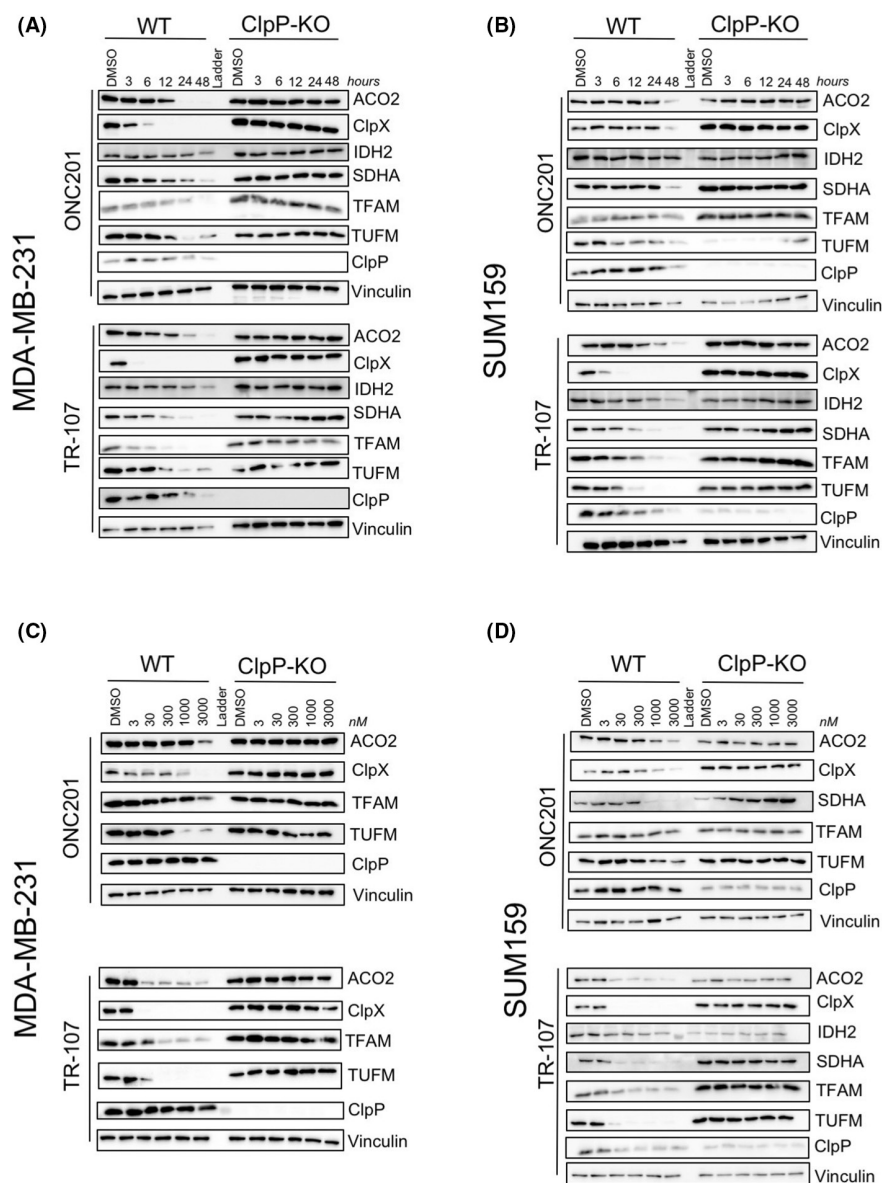 (A)
WT ClpP-KO
DMSO 3 6 12 24 48 Ladder DMSO 3 6 12 24 48 hours
MDA-MB-231
ONC201
ACO2
ClpX
IDH2
SDHA
TFAM
TUFM
ClpP
Vinculin
TR-107
ACO2
ClpX
IDH2
SDHA
TFAM
TUFM
ClpP
Vinculin
(B)
WT ClpP-KO
DMSO 3 6 12 24 48 Ladder DMSO 3 6 12 24 48 hours
SUM159
ONC201
ACO2
ClpX
IDH2
SDHA
TFAM
TUFM
ClpP
Vinculin
TR-107
ACO2
ClpX
IDH2
SDHA
TFAM
TUFM
ClpP
Vinculin
(C)
WT ClpP-KO
DMSO 3 30 300 1000 3000 Ladder DMSO 3 30 300 1000 3000 nM
MDA-MB-231
ONC201
ACO2
ClpX
TFAM
TUFM
ClpP
Vinculin
TR-107
ACO2
ClpX
TFAM
TUFM
ClpP
Vinculin
(D)
WT ClpP-KO
DMSO 3 30 300 1000 3000 Ladder DMSO 3 30 300 1000 3000 nM
SUM159
ONC201
ACO2
ClpX
SDHA
TFAM
TUFM
ClpP
Vinculin
TR-107
ACO2
ClpX
IDH2
SDHA
TFAM
TUFM
ClpP
Vinculin